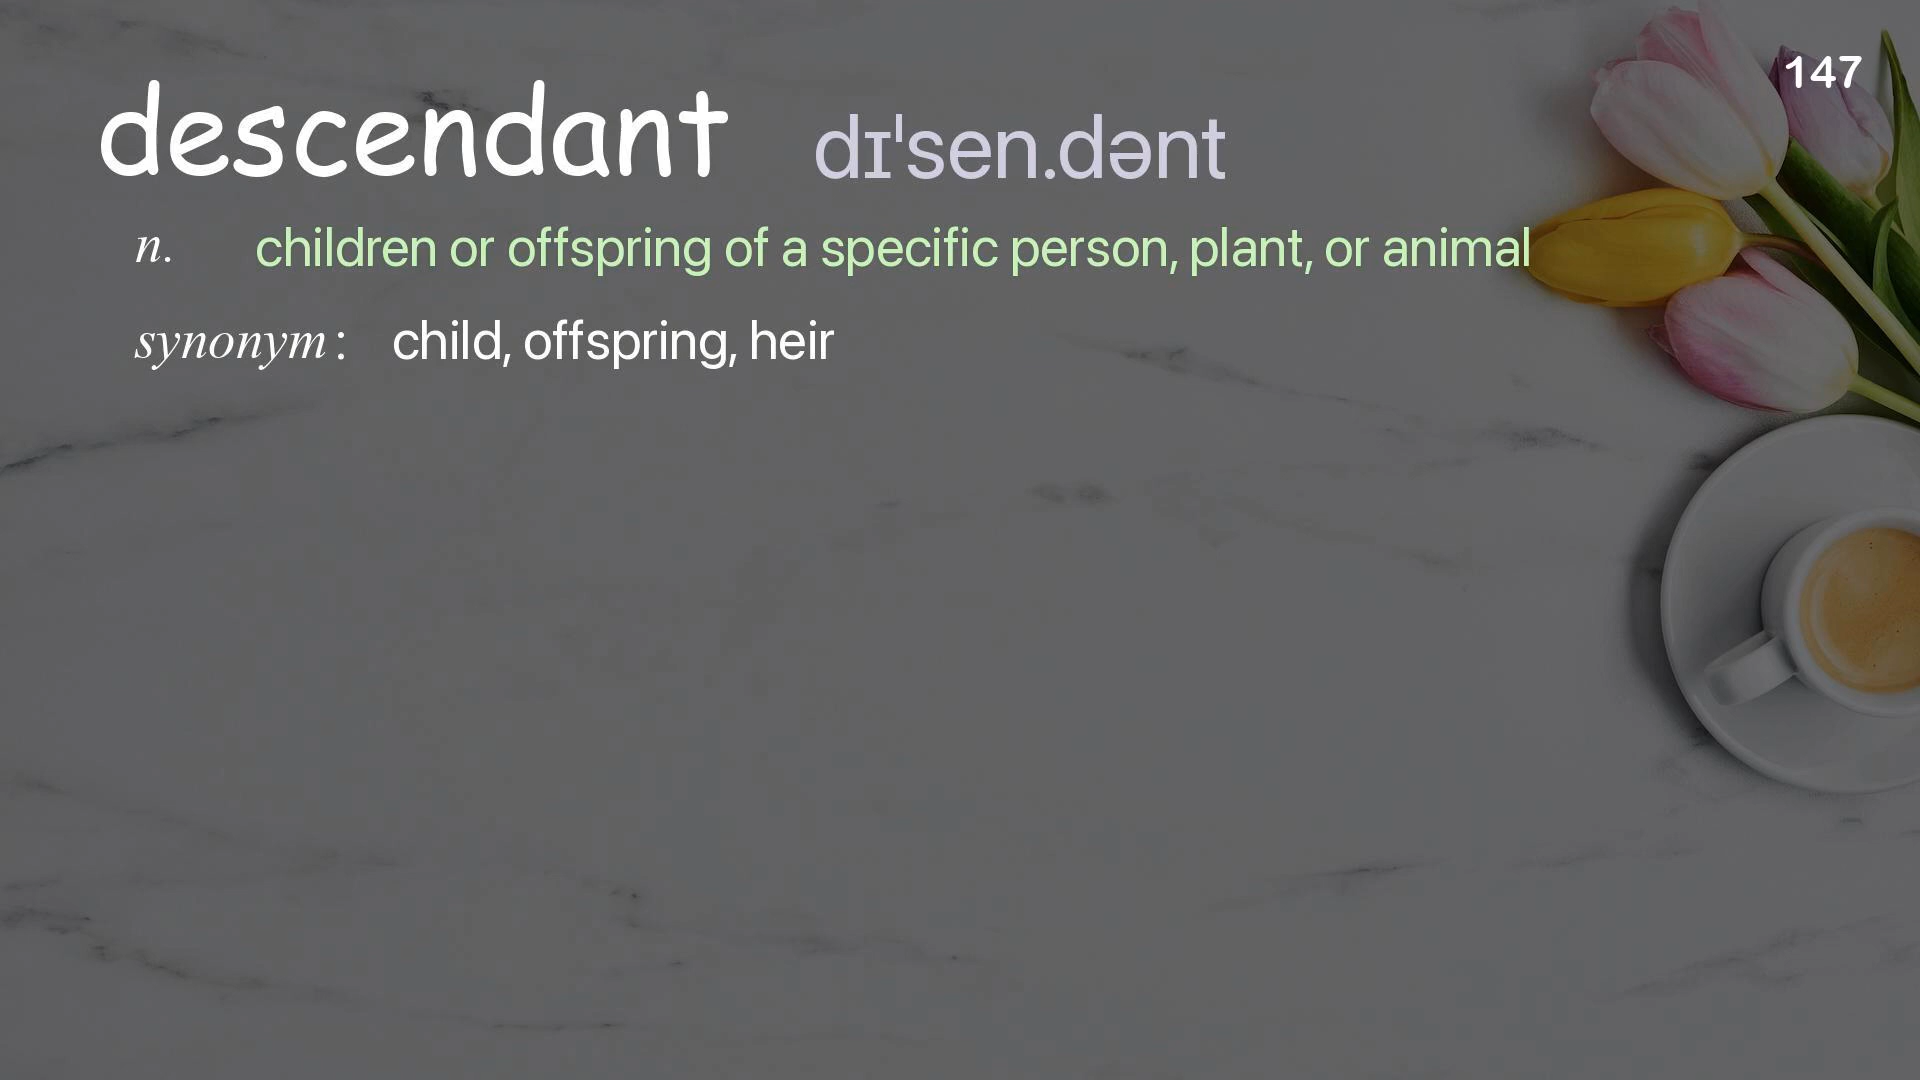 147
descendant dɪˈsen.dənt
n. children or offspring of a specific person, plant, or animal
synonym : child, offspring, heir